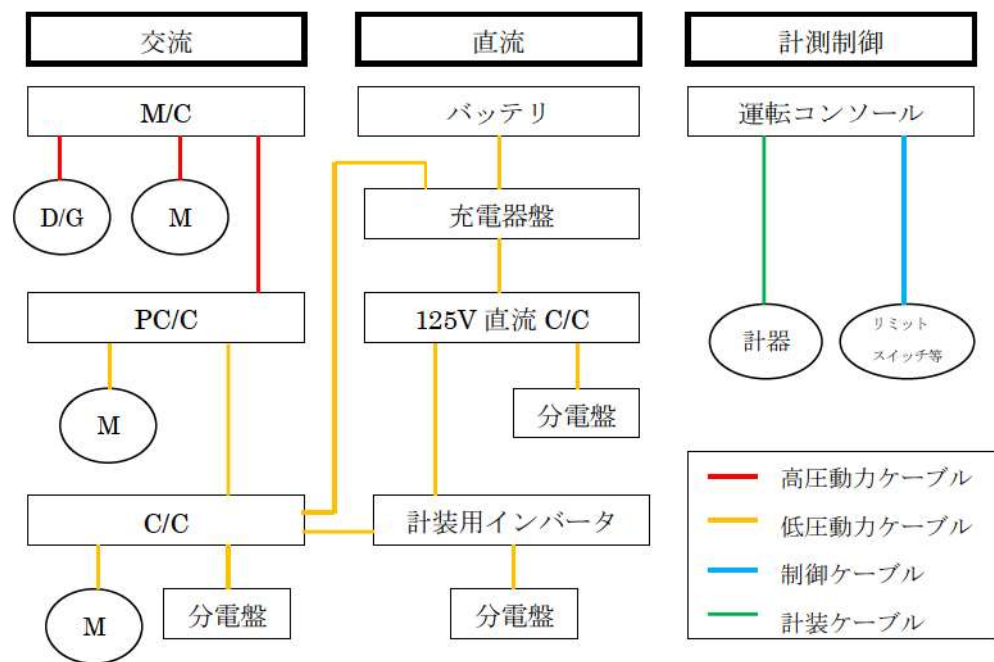 交流
直流
計測制御
M/C
バッテリ
運転コンソール
D/G
M
充電器盤
PC/C
125V 直流 C/C
計器
リミット
スイッチ等
M
分電盤
C/C
計装用インバータ
M
分電盤
分電盤
高圧動力ケーブル
低圧動力ケーブル
制御ケーブル
計装ケーブル